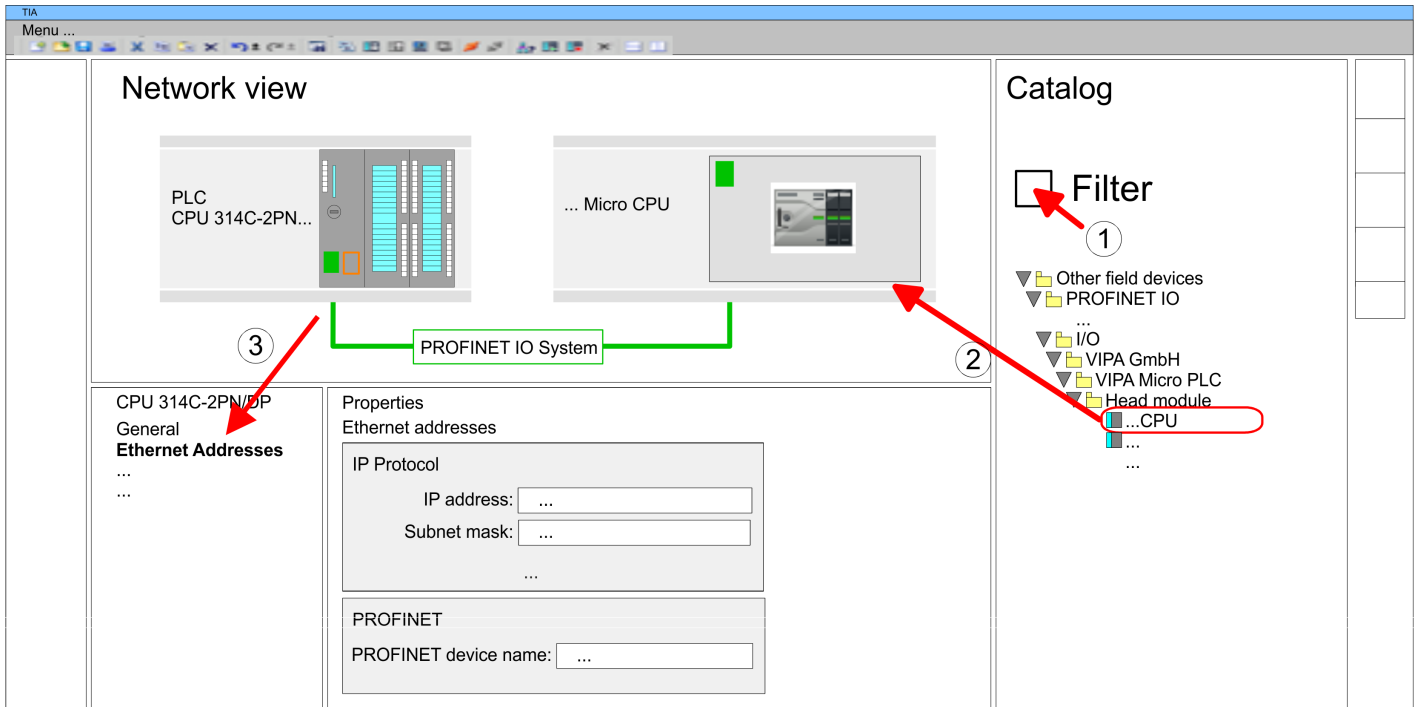 TIA
Menu ...
Network view
PLC
CPU 314C-2PN...
... Micro CPU
PROFINET IO System
3
2
Catalog
Filter
1
Other field devices
PROFINET IO
...
I/O
VIPA GmbH
VIPA Micro PLC
Head module
...CPU
...
...
CPU 314C-2PN/DP
General
Ethernet Addresses
...
...
Properties
Ethernet addresses
IP Protocol
IP address: ...
Subnet mask: ...
...
PROFINET
PROFINET device name: ...